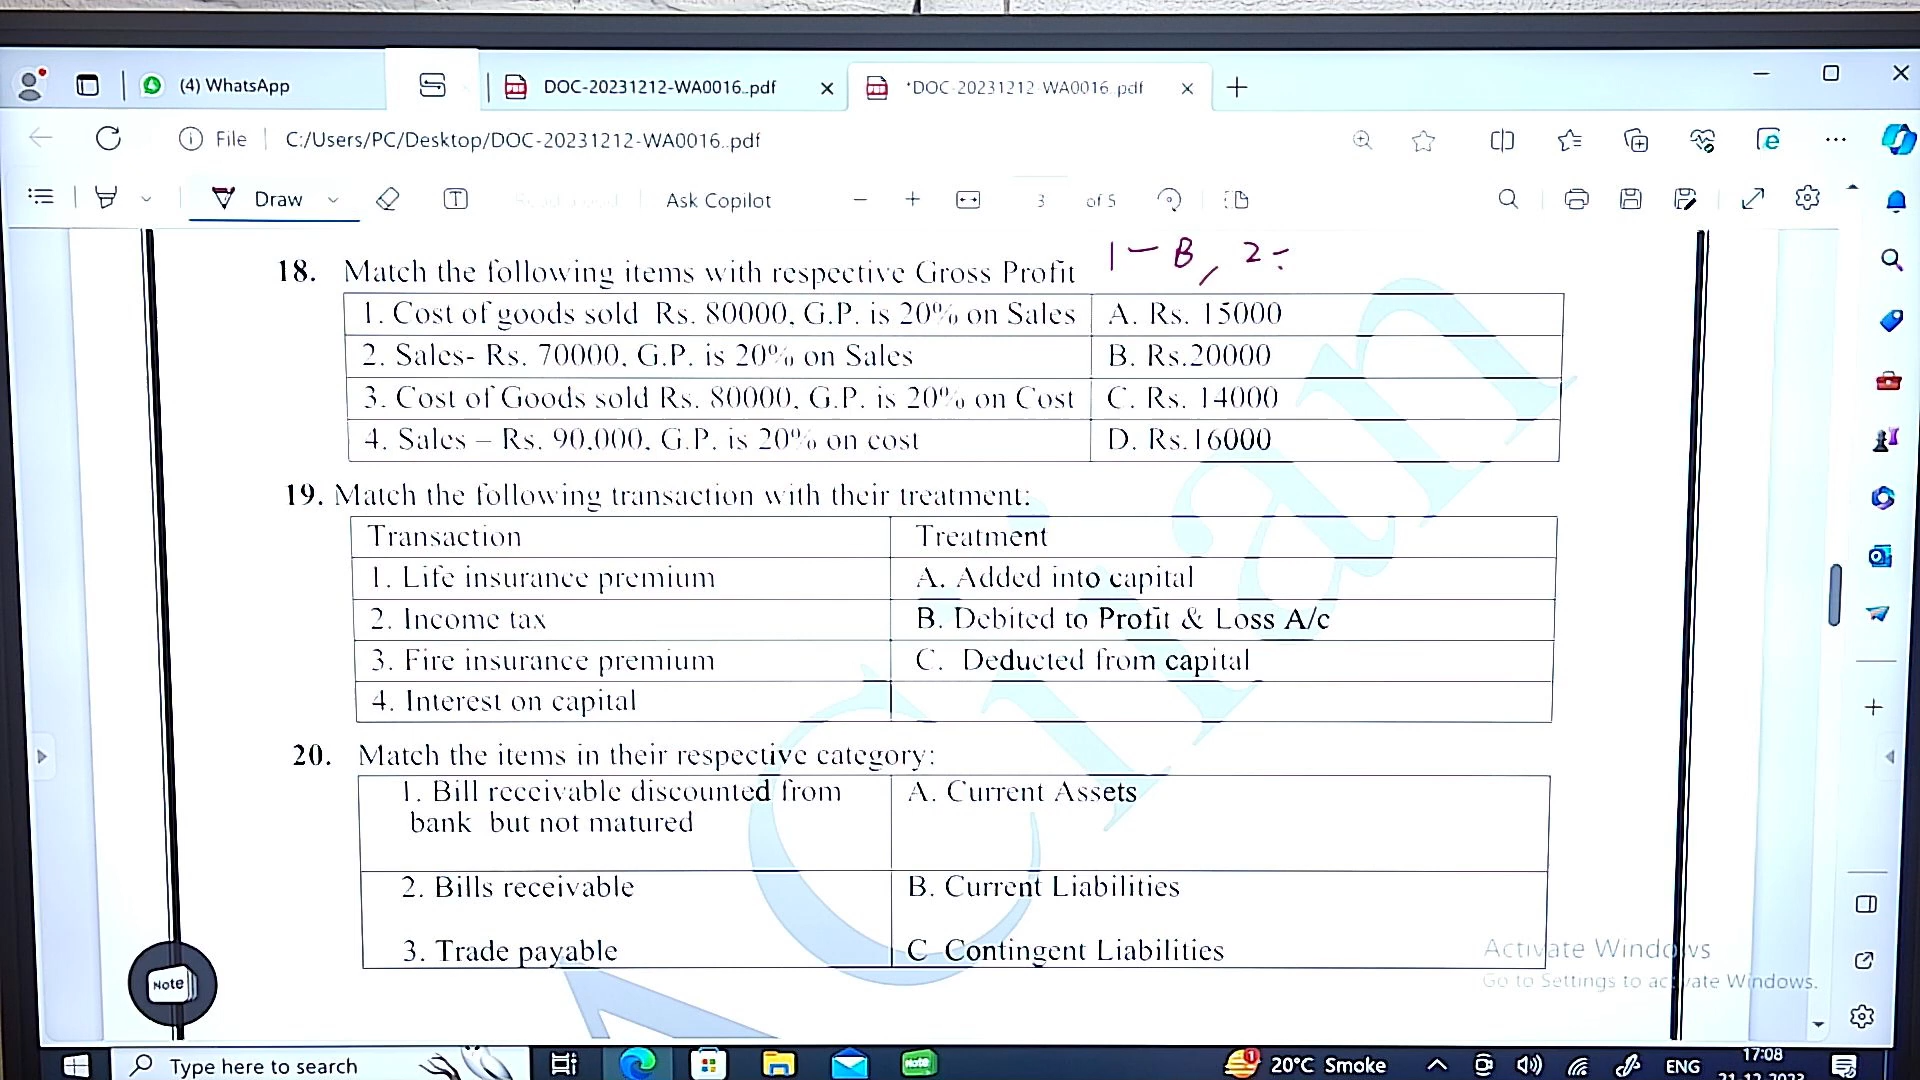 (4) WhatsApp
DOC-20231212-WA0016..pdf
*DOC-20231212-WA0016..pdf
File
C:/Users/PC/Desktop/DOC-20231212-WA0016..pdf
Draw
Ask Copilot
3 of 5
1 - B, 2 -
18. Match the following items with respective Gross Profit
1. Cost of goods sold Rs. 80000, G.P. is 20% on Sales A. Rs. 15000
2. Sales- Rs. 70000, G.P. is 20% on Sales B. Rs.20000
3. Cost of Goods sold Rs. 80000, G.P. is 20% on Cost C. Rs. 14000
4. Sales – Rs. 90,000, G.P. is 20% on cost D. Rs.16000
19. Match the following transaction with their treatment:
Transaction Treatment
1. Life insurance premium A. Added into capital
2. Income tax B. Debited to Profit & Loss A/c
3. Fire insurance premium C. Deducted from capital
4. Interest on capital
20. Match the items in their respective category:
1. Bill receivable discounted from A. Current Assets
bank but not matured
2. Bills receivable B. Current Liabilities
3. Trade payable C Contingent Liabilities
Activate Windows
Go to Settings to activate Windows.
Note
Type here to search
20°C Smoke
ENG
17:08
21-12-2023